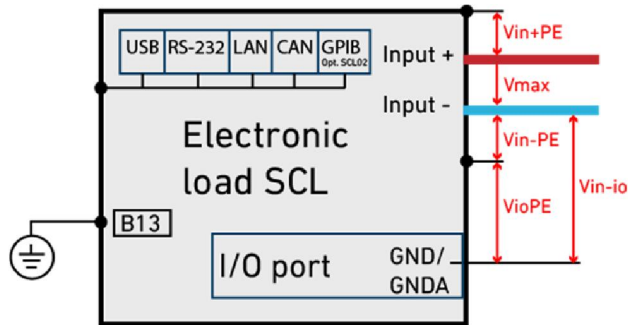 USB RS-232 LAN CAN GPIB
Opt. SCL02
Input +
Input -
Vin+PE
Vmax
Vin-PE
VioPE
Vin-io
Electronic
load SCL
B13
I/O port
GND/
GNDA